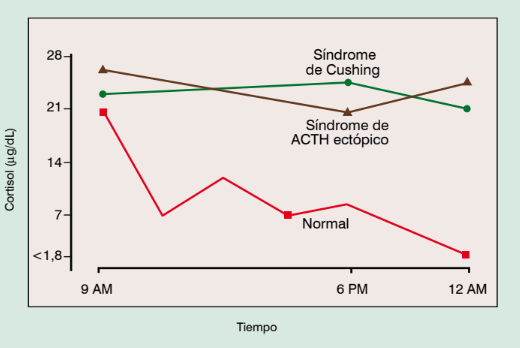 28
21
14
7
<1,8
Cortisol (µg/dL)
Síndrome
de Cushing
Síndrome de
ACTH ectópico
Normal
9 AM
6 PM
12 AM
Tiempo